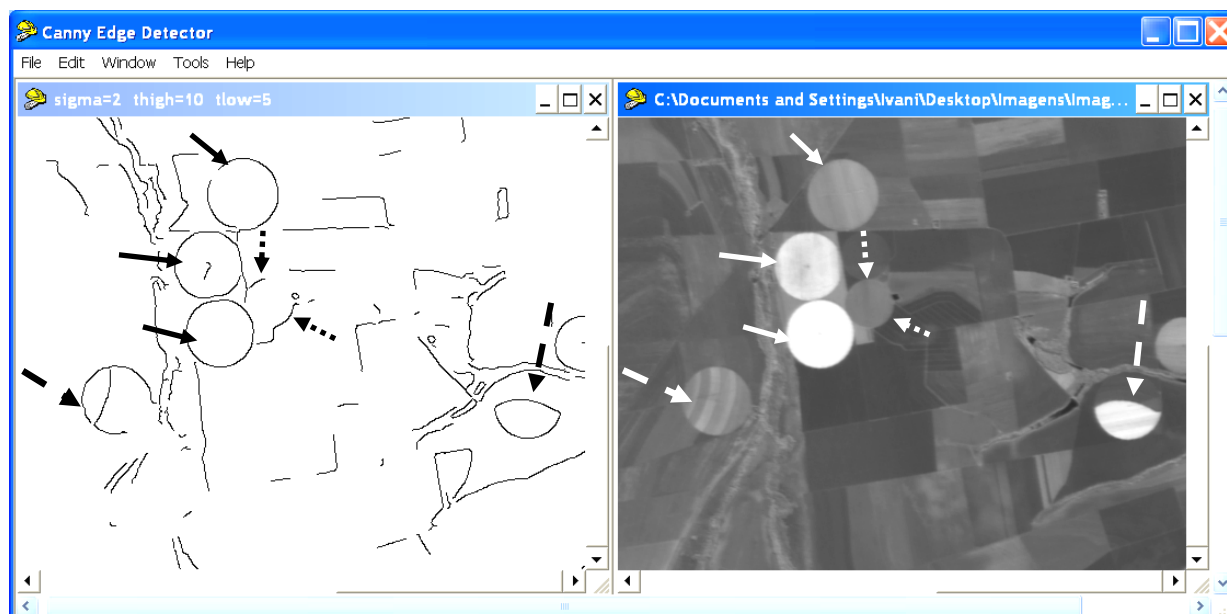 Canny Edge Detector
File Edit Window Tools Help
sigma=2 thigh=10 tlow=5
C:\Documents and Settings\Ivani\Desktop\Imagens\Imag...